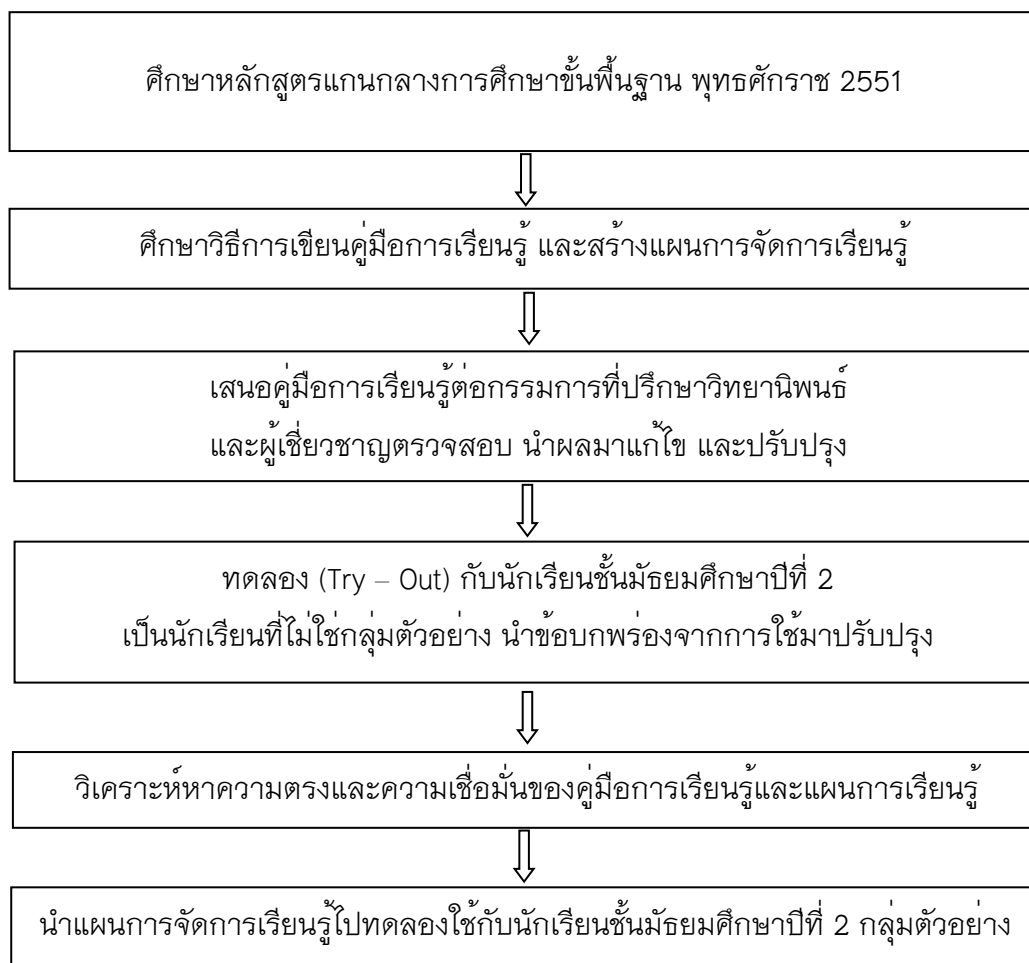 ศึกษาหลักสูตรแกนกลางการศึกษาขั้นพื้นฐาน พุทธศักราช 2551
ศึกษาวิธีการเขียนคู่มือการเรียนรู้ และสร้างแผนการจัดการเรียนรู้
เสนอคู่มือการเรียนรู้ต่อกรรมการที่ปรึกษาวิทยานิพนธ์
และผู้เชี่ยวชาญตรวจสอบ นำผลมาแก้ไข และปรับปรุง
ทดลอง (Try – Out) กับนักเรียนชั้นมัธยมศึกษาปีที่ 2
เป็นนักเรียนที่ไม่ใช่กลุ่มตัวอย่าง นำข้อบกพร่องจากการใช้มาปรับปรุง
วิเคราะห์หาความตรงและความเชื่อมั่นของคู่มือการเรียนรู้และแผนการเรียนรู้
นำแผนการจัดการเรียนรู้ไปทดลองใช้กับนักเรียนชั้นมัธยมศึกษาปีที่ 2 กลุ่มตัวอย่าง